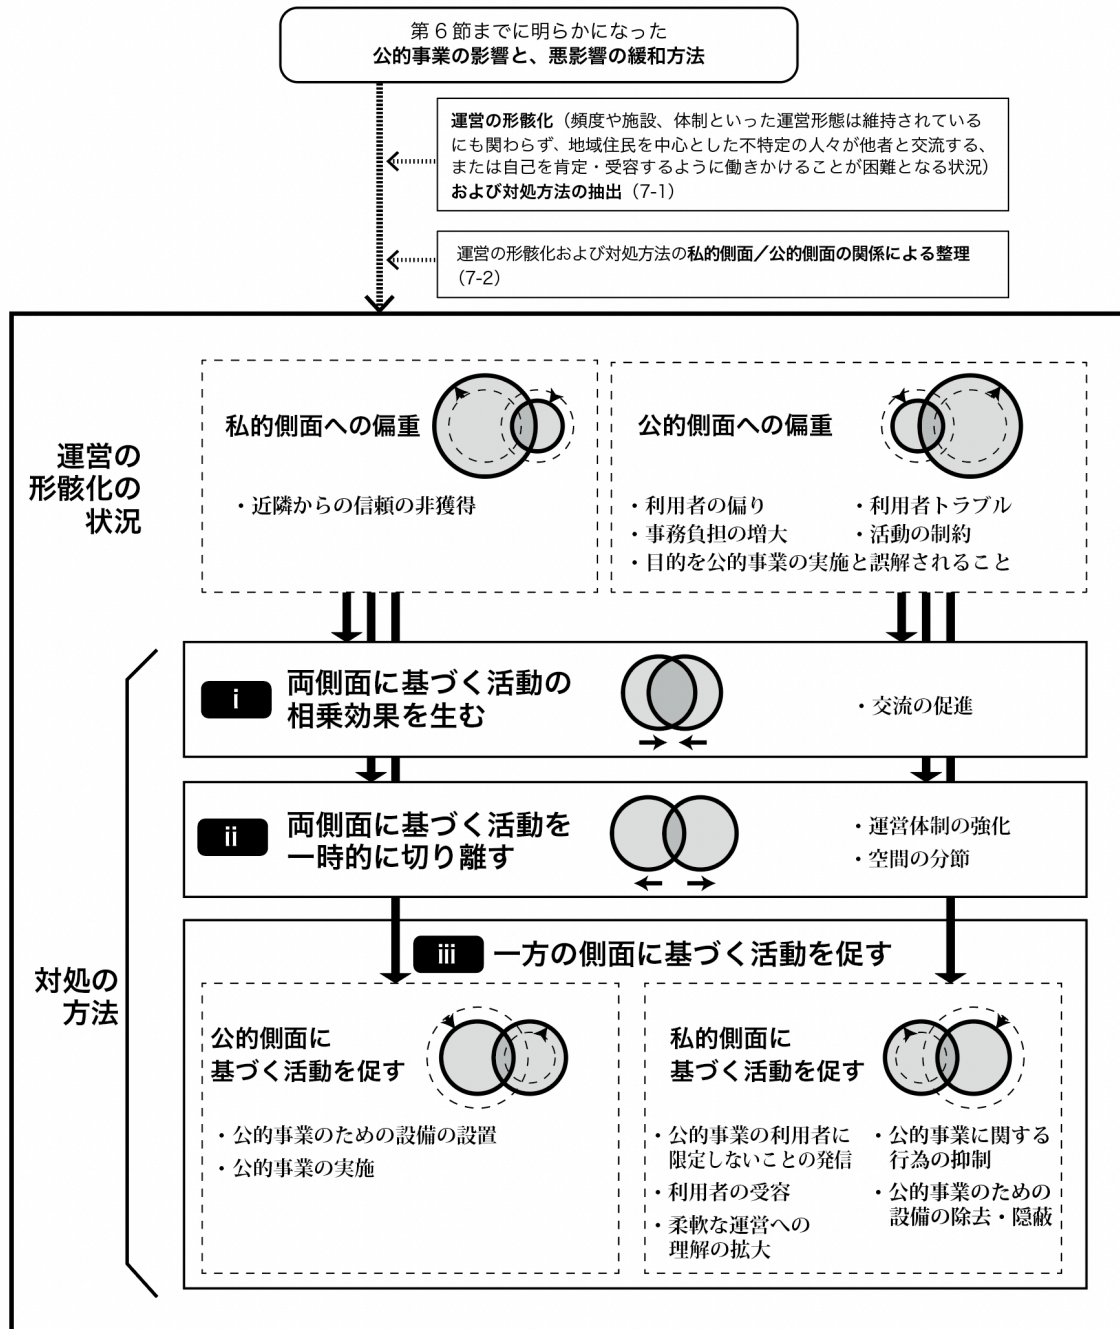 第6節までに明らかになった
公的事業の影響と、悪影響の緩和方法
運営の形骸化（頻度や施設、体制といった運営形態は維持されている
にも関わらず、地域住民を中心とした不特定の人々が他者と交流する、
または自己を肯定・受容するように働きかけることが困難となる状況）
および対処方法の抽出（7-1）
運営の形骸化および対処方法の私的側面／公的側面の関係による整理
（7-2）
運営の
形骸化の
状況
私的側面への偏重
・近隣からの信頼の非獲得
公的側面への偏重
・利用者の偏り
・利用者トラブル
・事務負担の増大
・活動の制約
・目的を公的事業の実施と誤解されること
対処の
方法
i
両側面に基づく活動の
相乗効果を生む
・交流の促進
ii
両側面に基づく活動を
一時的に切り離す
・運営体制の強化
・空間の分節
iii 一方の側面に基づく活動を促す
公的側面に
基づく活動を促す
・公的事業のための設備の設置
・公的事業の実施
私的側面に
基づく活動を促す
・公的事業の利用者に
限定しないことの発信
・利用者の受容
・柔軟な運営への
理解の拡大
・公的事業に関する
行為の抑制
・公的事業のための
設備の除去・隠蔽